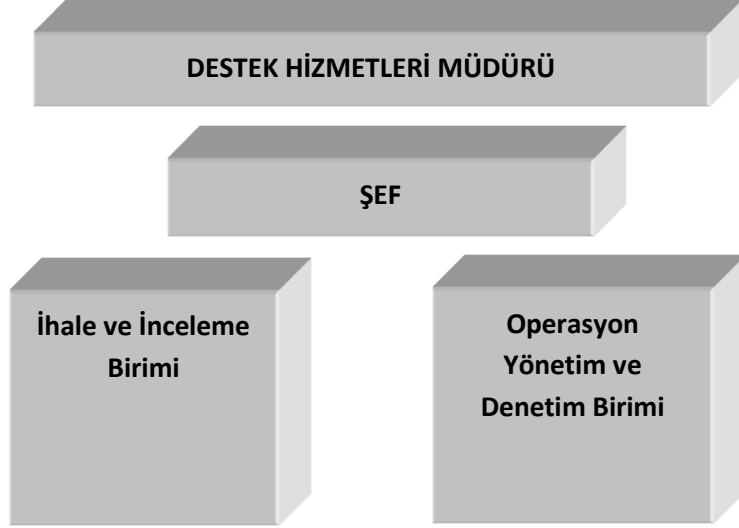 DESTEK HİZMETLERİ MÜDÜRÜ
ŞEF
İhale ve İnceleme
Birimi
Operasyon
Yönetim ve
Denetim Birimi